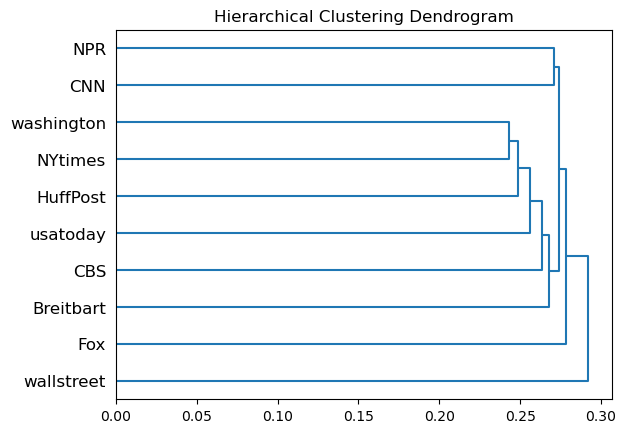 Hierarchical Clustering Dendrogram
NPR
CNN
washington
NYtimes
HuffPost
usatoday
CBS
Breitbart
Fox
wallstreet
0.00 0.05 0.10 0.15 0.20 0.25 0.30